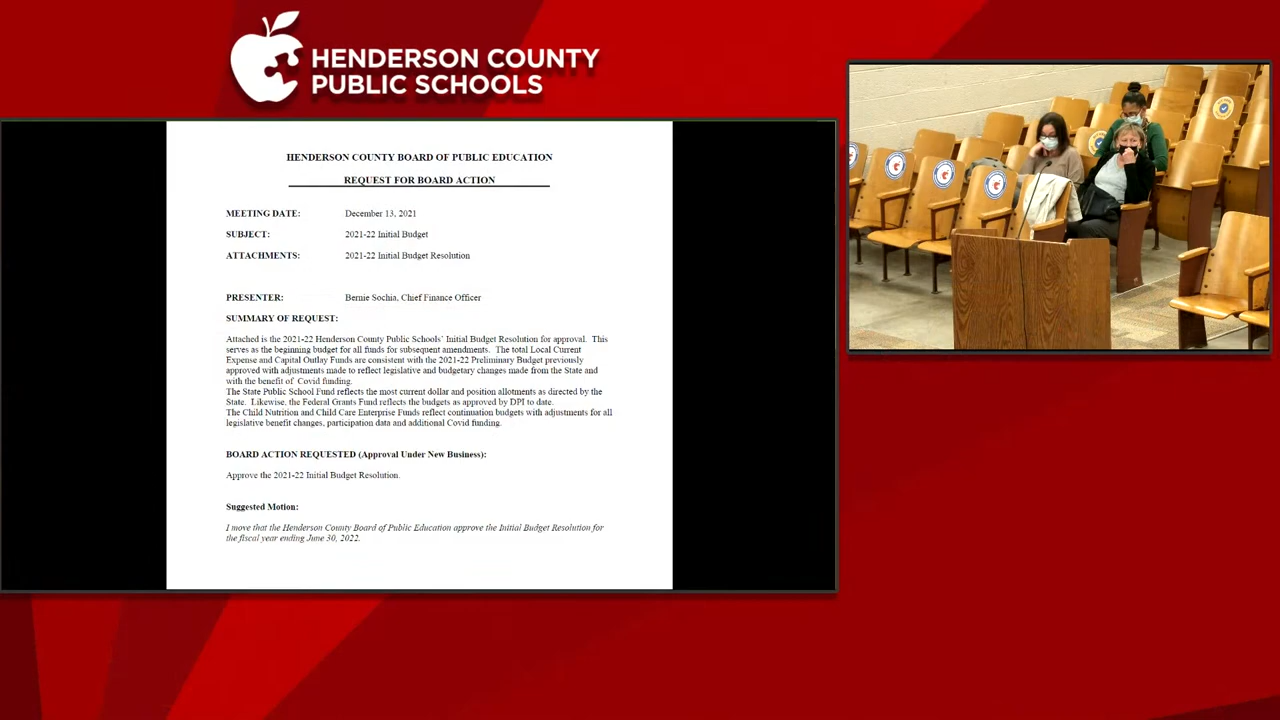 HENDERSON COUNTY
PUBLIC SCHOOLS
HENDERSON COUNTY BOARD OF PUBLIC EDUCATION
REQUEST FOR BOARD ACTION
MEETING DATE: December 13, 2021
SUBJECT: 2021-22 Initial Budget
ATTACHMENTS: 2021-22 Initial Budget Resolution
PRESENTER: Bernie Sochia, Chief Finance Officer
SUMMARY OF REQUEST:
Attached is the 2021-22 Henderson County Public Schools' Initial Budget Resolution for approval. This
serves as the beginning budget for all funds for subsequent amendments. The total Local Current
Expense and Capital Outlay Funds are consistent with the 2021-22 Preliminary Budget previously
approved with adjustments made to reflect legislative and budgetary changes made from the State and
with the benefit of Covid funding.
The State Public School Fund reflects the most current dollar and position allotments as directed by the
State. Likewise, the Federal Grants Fund reflects the budgets as approved by DPI to date.
The Child Nutrition and Child Care Enterprise Funds reflect continuation budgets with adjustments for all
legislative benefit changes, participation data and additional Covid funding.
BOARD ACTION REQUESTED (Approval Under New Business):
Approve the 2021-22 Initial Budget Resolution.
Suggested Motion:
I move that the Henderson County Board of Public Education approve the Initial Budget Resolution for
the fiscal year ending June 30, 2022.